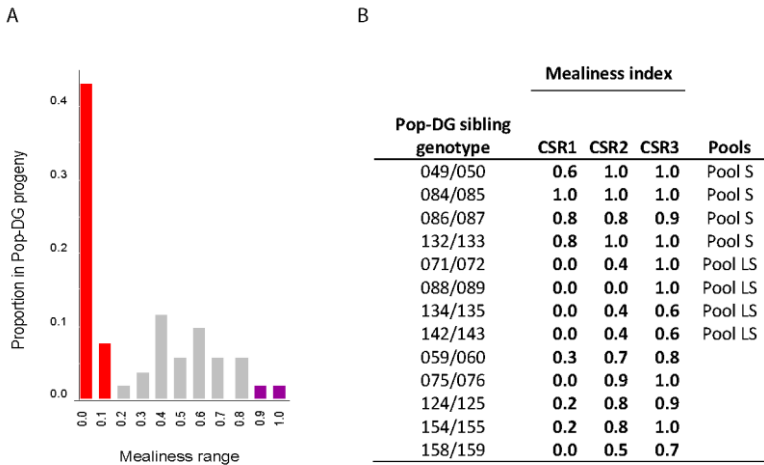 A
Proportion in Pop-DG progeny
0.4
0.3
0.2
0.1
0.0
0.0 0.1 0.2 0.3 0.4 0.5 0.6 0.7 0.8 0.9 1.0
Mealiness range
B
Mealiness index
Pop-DG sibling
genotype CSR1 CSR2 CSR3 Pools
049/050 0.6 1.0 1.0 Pool S
084/085 1.0 1.0 1.0 Pool S
086/087 0.8 0.8 0.9 Pool S
132/133 0.8 1.0 1.0 Pool S
071/072 0.0 0.4 1.0 Pool LS
088/089 0.0 0.0 1.0 Pool LS
134/135 0.0 0.4 0.6 Pool LS
142/143 0.0 0.4 0.6 Pool LS
059/060 0.3 0.7 0.8
075/076 0.0 0.9 1.0
124/125 0.2 0.8 0.9
154/155 0.2 0.8 1.0
158/159 0.0 0.5 0.7